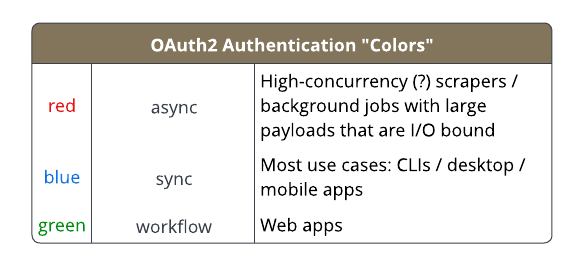 OAuth2 Authentication "Colors"
red
async
High-concurrency (?) scrapers /
background jobs with large
payloads that are I/O bound
blue
sync
Most use cases: CLIs / desktop /
mobile apps
green
workflow
Web apps